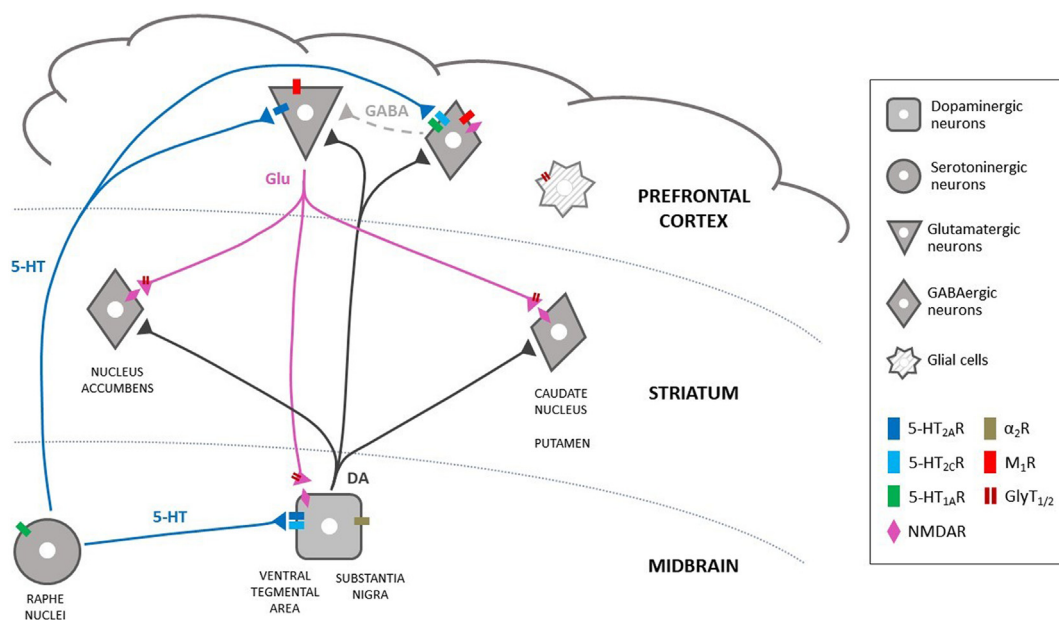 GABA
Glu
PREFRONTAL
CORTEX
5-HT
NUCLEUS
ACCUMBENS
CAUDATE
NUCLEUS
PUTAMEN
STRIATUM
DA
5-HT
RAPHE
NUCLEI
VENTRAL
TEGMENTAL
AREA
SUBSTANTIA
NIGRA
MIDBRAIN
Dopaminergic
neurons
Serotoninergic
neurons
Glutamatergic
neurons
GABAergic
neurons
Glial cells
5-HT2AR
α2R
5-HT2cR
M1R
5-HT1AR
GlyT1/2
NMDAR